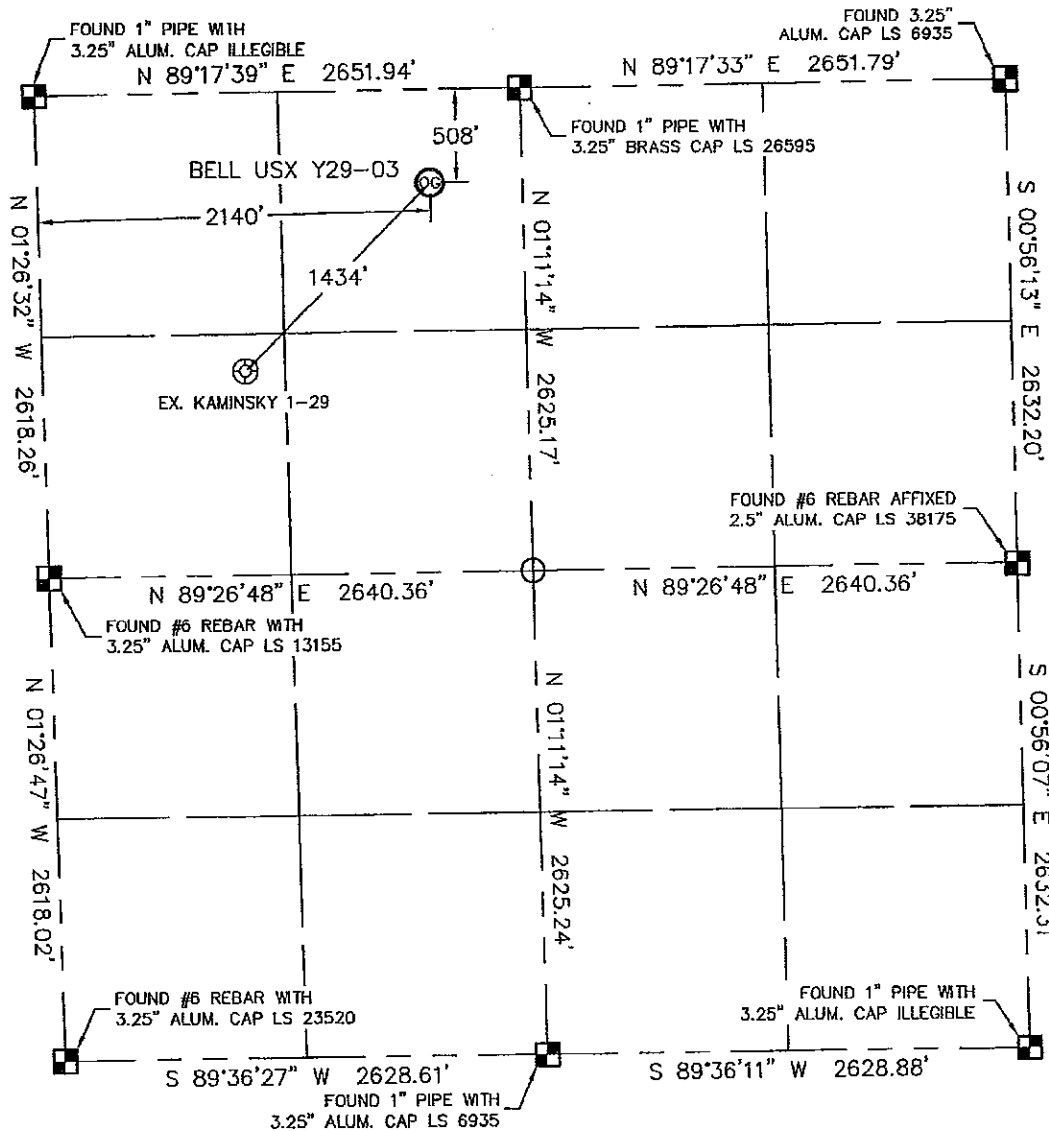 FOUND 1" PIPE WITH
3.25" ALUM. CAP ILLEGIBLE
FOUND 3.25"
ALUM. CAP LS 6935
N 89°17'39" E 2651.94'
N 89°17'33" E 2651.79'
508'
FOUND 1" PIPE WITH
3.25" BRASS CAP LS 26595
BELL USX Y29-03
OG
2140'
1434'
N 01°26'32" W 2618.26'
N 01°11'14" W 2625.17'
S 00°56'13" E 2632.20'
EX. KAMINSKY 1-29
FOUND #6 REBAR AFFIXED
2.5" ALUM. CAP LS 38175
N 89°26'48" E 2640.36'
N 89°26'48" E 2640.36'
FOUND #6 REBAR WITH
3.25" ALUM. CAP LS 13155
N 01°26'47" W 2618.02'
N 01°11'14" W 2625.24'
S 00°56'07" E 2632.31
FOUND #6 REBAR WITH
3.25" ALUM. CAP LS 23520
FOUND 1" PIPE WITH
3.25" ALUM. CAP ILLEGIBLE
S 89°36'27" W 2628.61'
S 89°36'11" W 2628.88'
FOUND 1" PIPE WITH
3.25" ALUM. CAP LS 6935